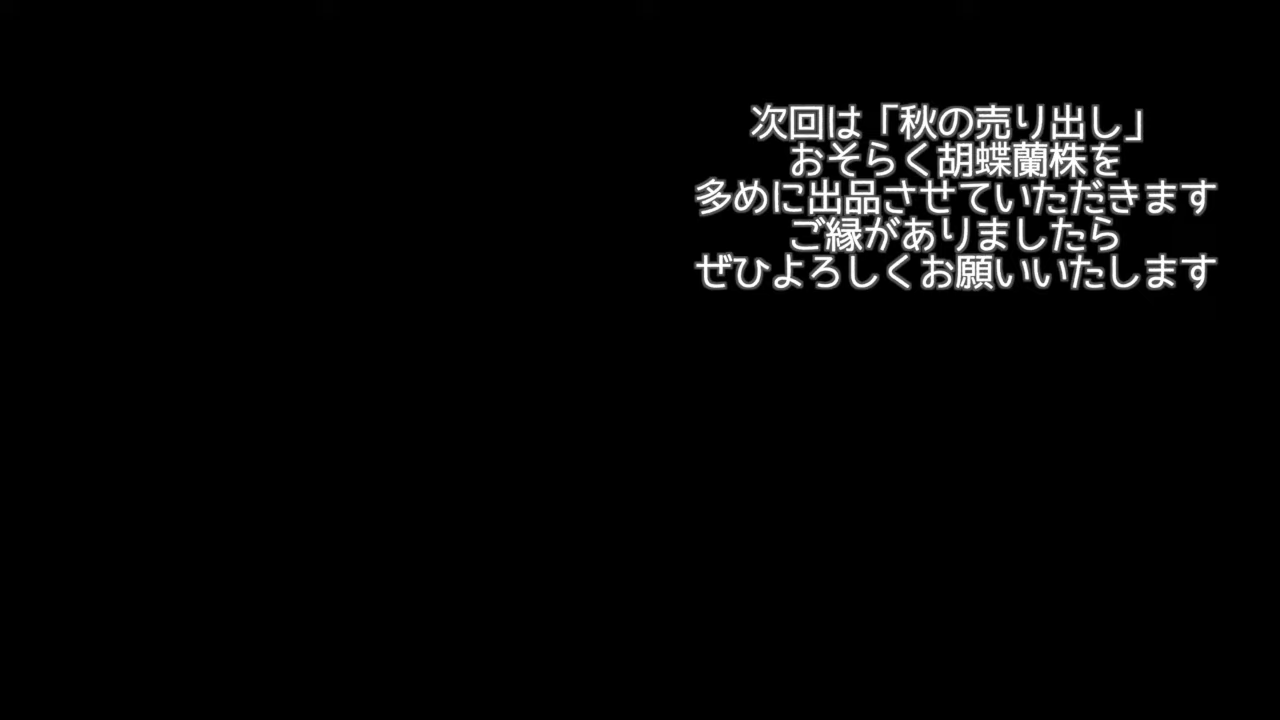 次回は「秋の売り出し」
おそらく胡蝶蘭株を
多めに出品させていただきます
ご縁がありましたら
ぜひよろしくお願いいたします